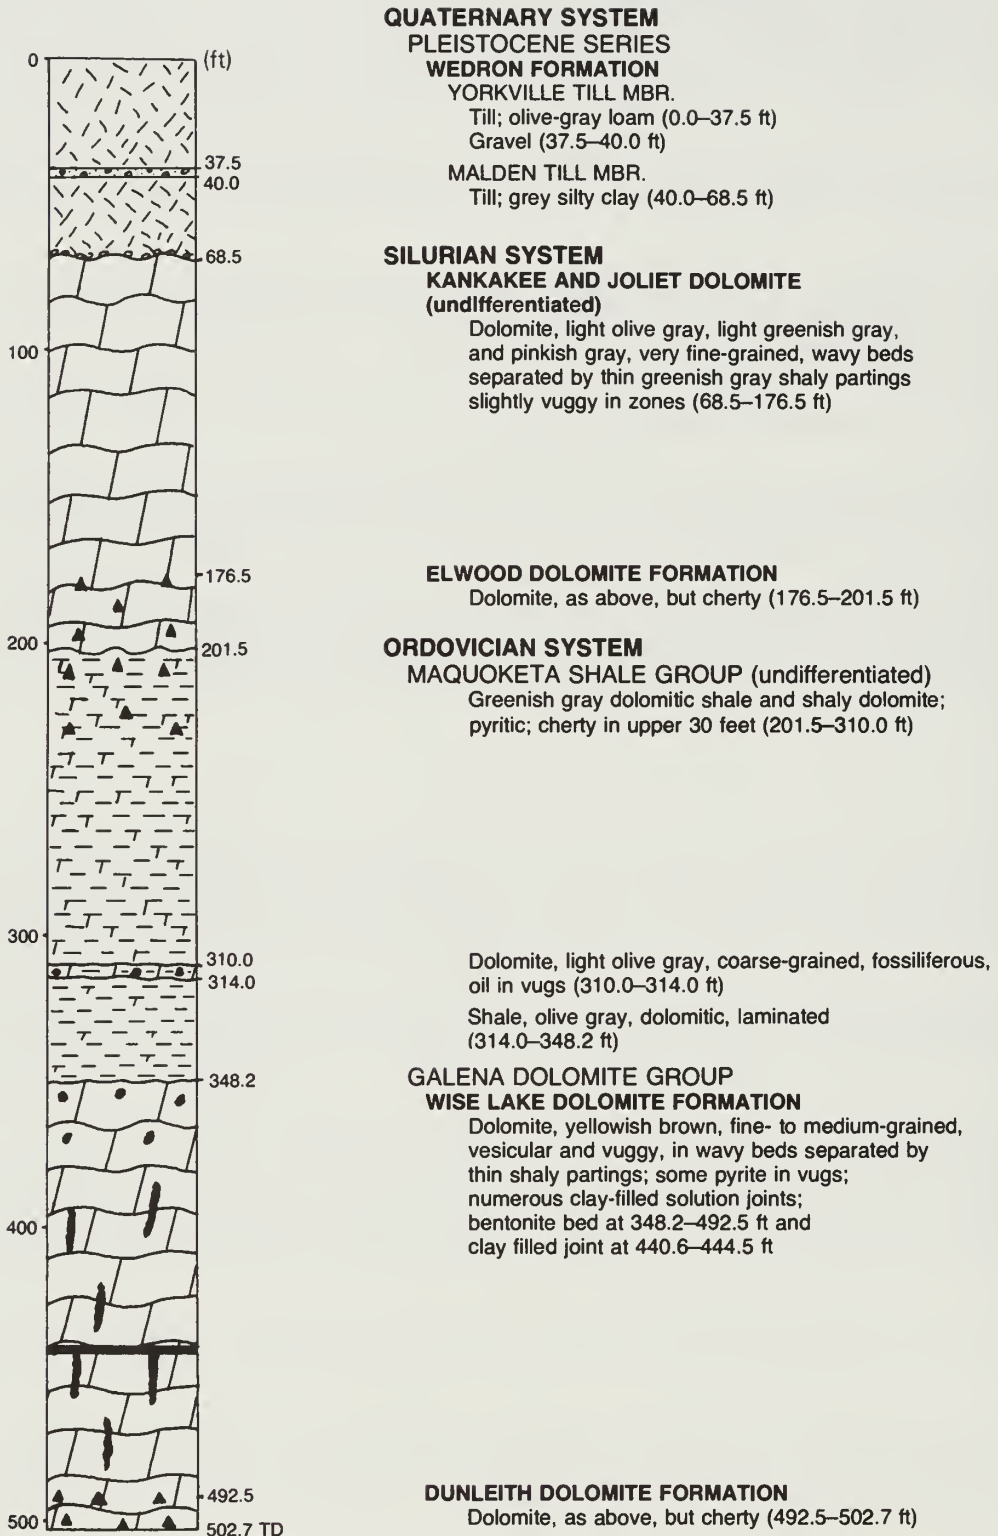 QUATERNARY SYSTEM
PLEISTOCENE SERIES
0
(ft)
WEDRON FORMATION
YORKVILLE TILL MBR.
Till; olive-gray loam (0.0–37.5 ft)
Gravel (37.5–40.0 ft)
37.5
40.0
MALDEN TILL MBR.
Till; grey silty clay (40.0–68.5 ft)
68.5
SILURIAN SYSTEM
KANKAKEE AND JOLIET DOLOMITE
(undifferentiated)
Dolomite, light olive gray, light greenish gray,
100
and pinkish gray, very fine-grained, wavy beds
separated by thin greenish gray shaly partings
slightly vuggy in zones (68.5–176.5 ft)
176.5
ELWOOD DOLOMITE FORMATION
Dolomite, as above, but cherty (176.5–201.5 ft)
200
201.5
ORDOVICIAN SYSTEM
MAQUOKETA SHALE GROUP (undifferentiated)
Greenish gray dolomitic shale and shaly dolomite;
pyritic; cherty in upper 30 feet (201.5–310.0 ft)
300
310.0
314.0
Dolomite, light olive gray, coarse-grained, fossiliferous,
oil in vugs (310.0–314.0 ft)
Shale, olive gray, dolomitic, laminated
(314.0–348.2 ft)
348.2
GALENA DOLOMITE GROUP
WISE LAKE DOLOMITE FORMATION
Dolomite, yellowish brown, fine- to medium-grained,
vesicular and vuggy, in wavy beds separated by
thin shaly partings; some pyrite in vugs;
numerous clay-filled solution joints;
400
bentonite bed at 348.2–492.5 ft and
clay filled joint at 440.6–444.5 ft
492.5
DUNLEITH DOLOMITE FORMATION
Dolomite, as above, but cherty (492.5–502.7 ft)
500
502.7 TD